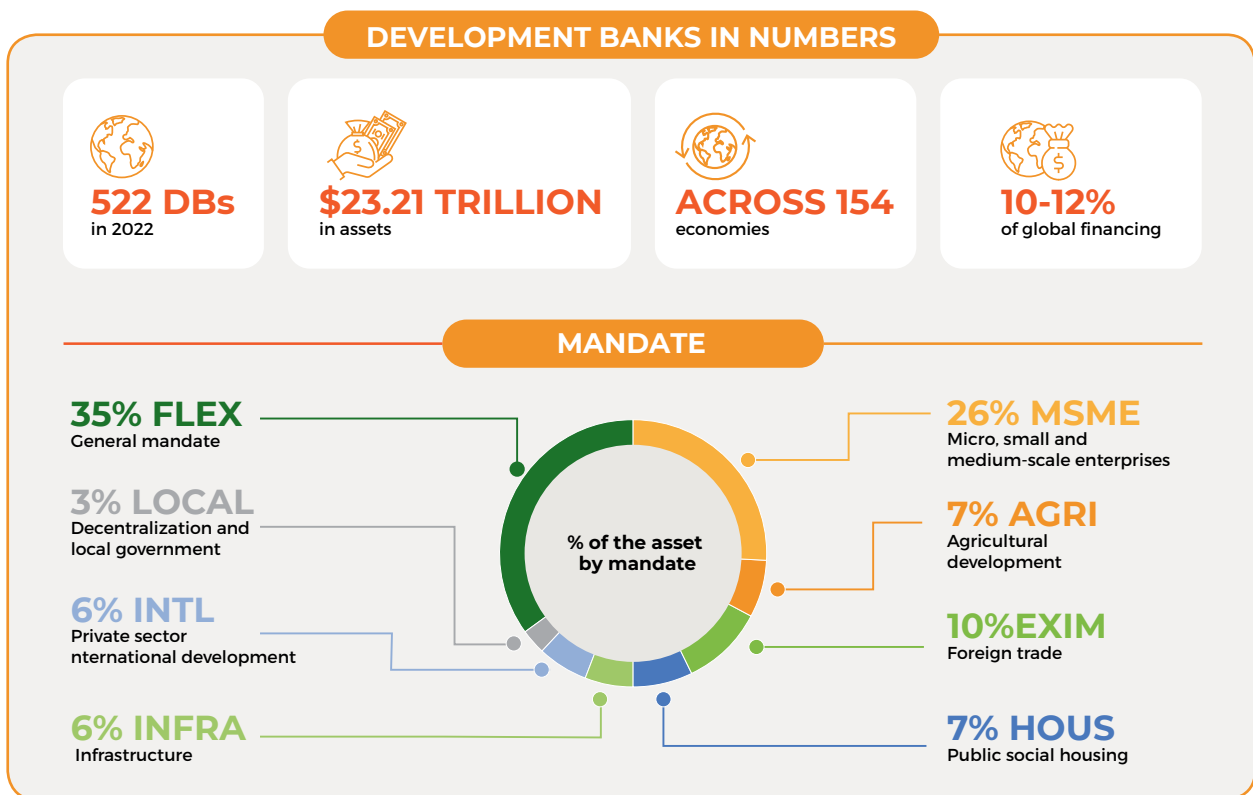 DEVELOPMENT BANKS IN NUMBERS
522 DBs
in 2022
$23.21 TRILLION
in assets
ACROSS 154
economies
10-12%
of global financing
MANDATE
35% FLEX
General mandate
3% LOCAL
Decentralization and
local government
6% INTL
Private sector
nternational development
6% INFRA
Infrastructure
% of the asset
by mandate
26% MSME
Micro, small and
medium-scale enterprises
7% AGRI
Agricultural
development
10%EXIM
Foreign trade
7% HOUS
Public social housing